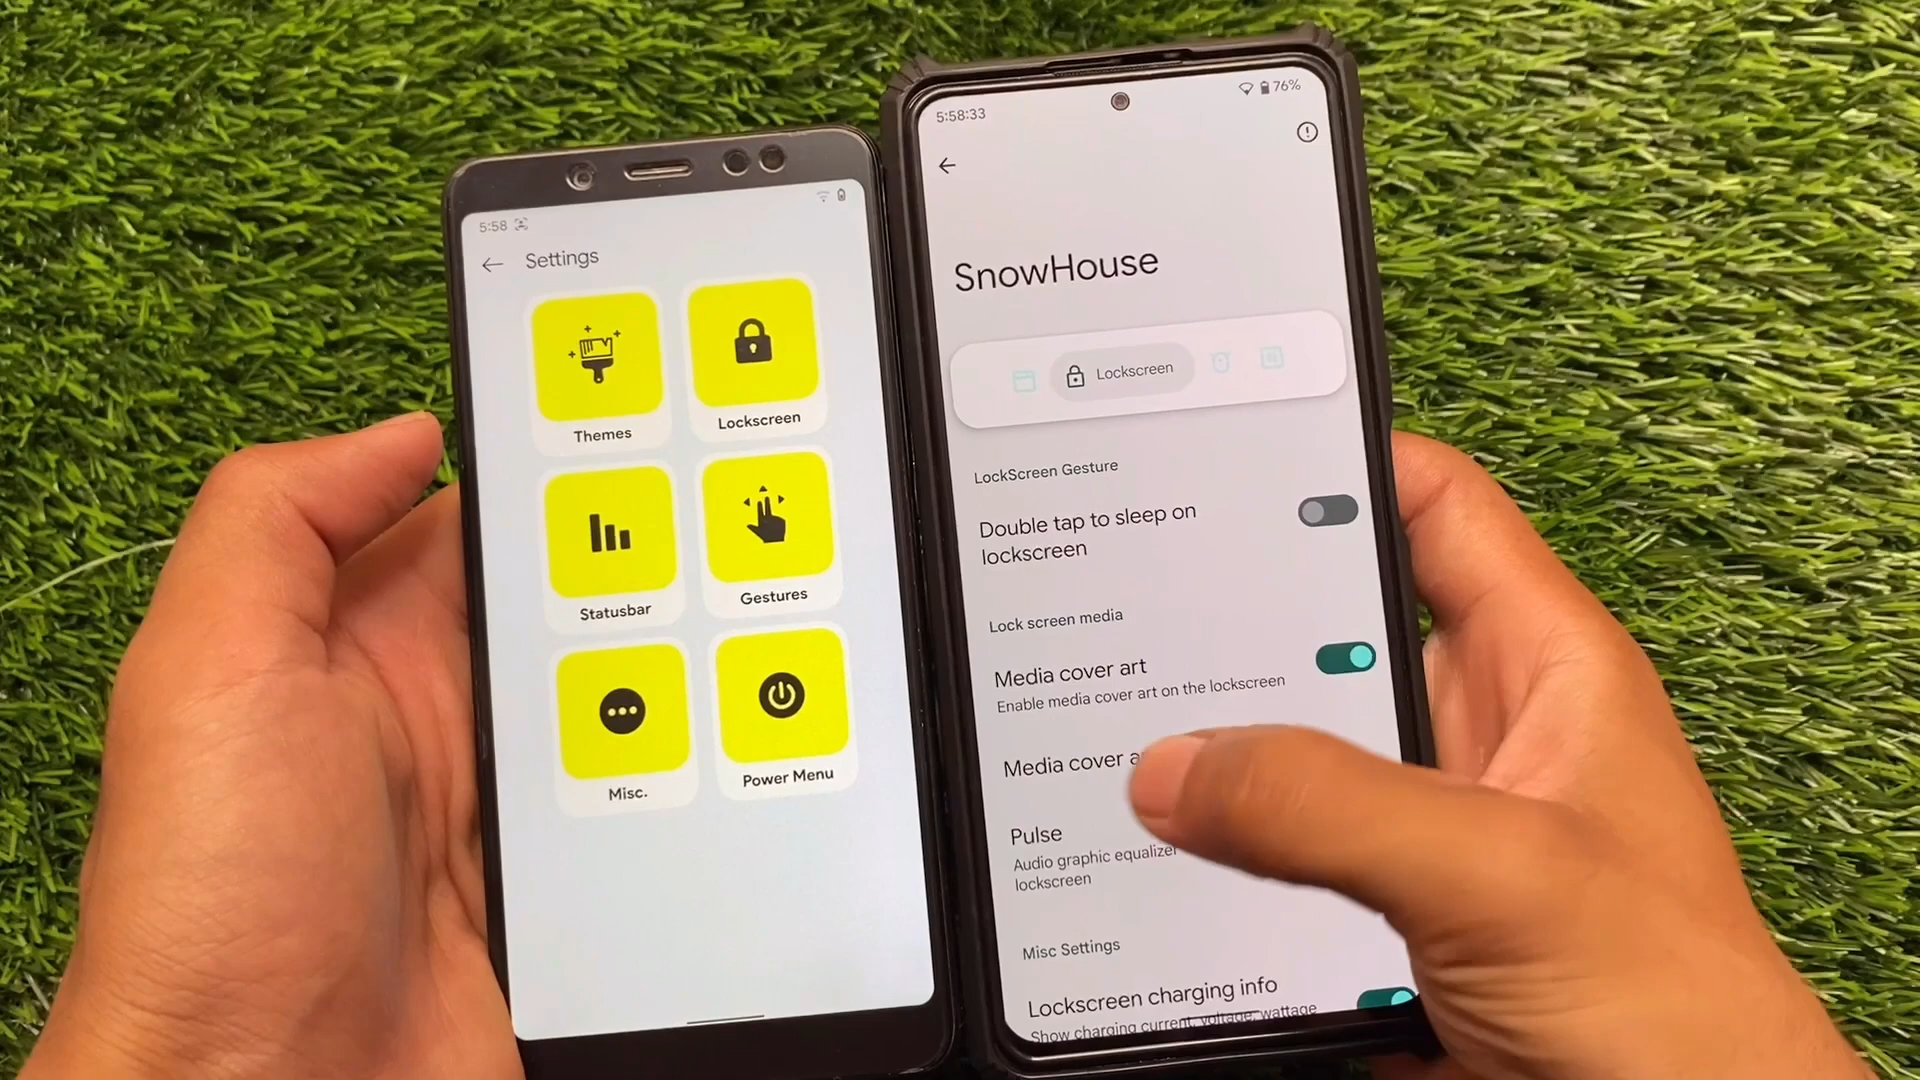 5:58
Settings
Themes
Lockscreen
Statusbar
Gestures
Misc.
Power Menu
5:58:33
76%
SnowHouse
Lockscreen
LockScreen Gesture
Double tap to sleep on
lockscreen
Lock screen media
Media cover art
Enable media cover art on the lockscreen
Media cover
Pulse
Audio graphic equalizer
lockscreen
Misc Settings
Lockscreen charging info
Show charging current, voltage, wattage